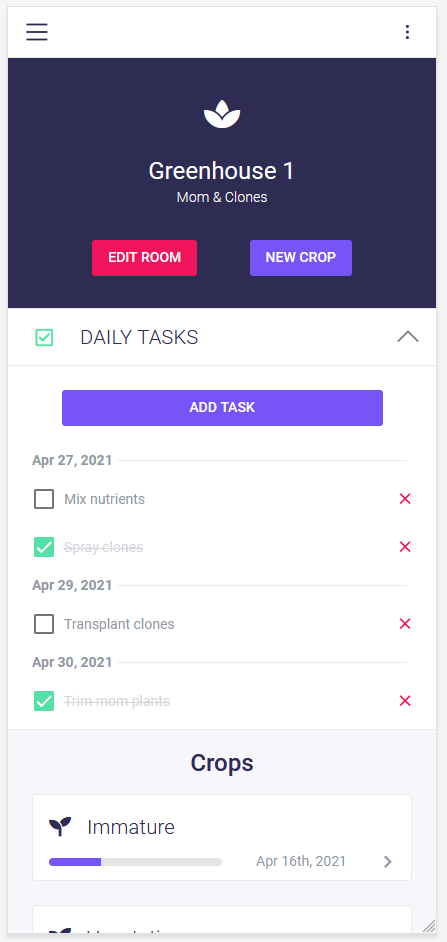 Greenhouse 1
Mom & Clones
EDIT ROOM NEW CROP
DAILY TASKS
ADD TASK
Apr 27, 2021
Mix nutrients
Spray clones
Apr 29, 2021
Transplant clones
Apr 30, 2021
Trim mom plants
Crops
Immature
Apr 16th, 2021